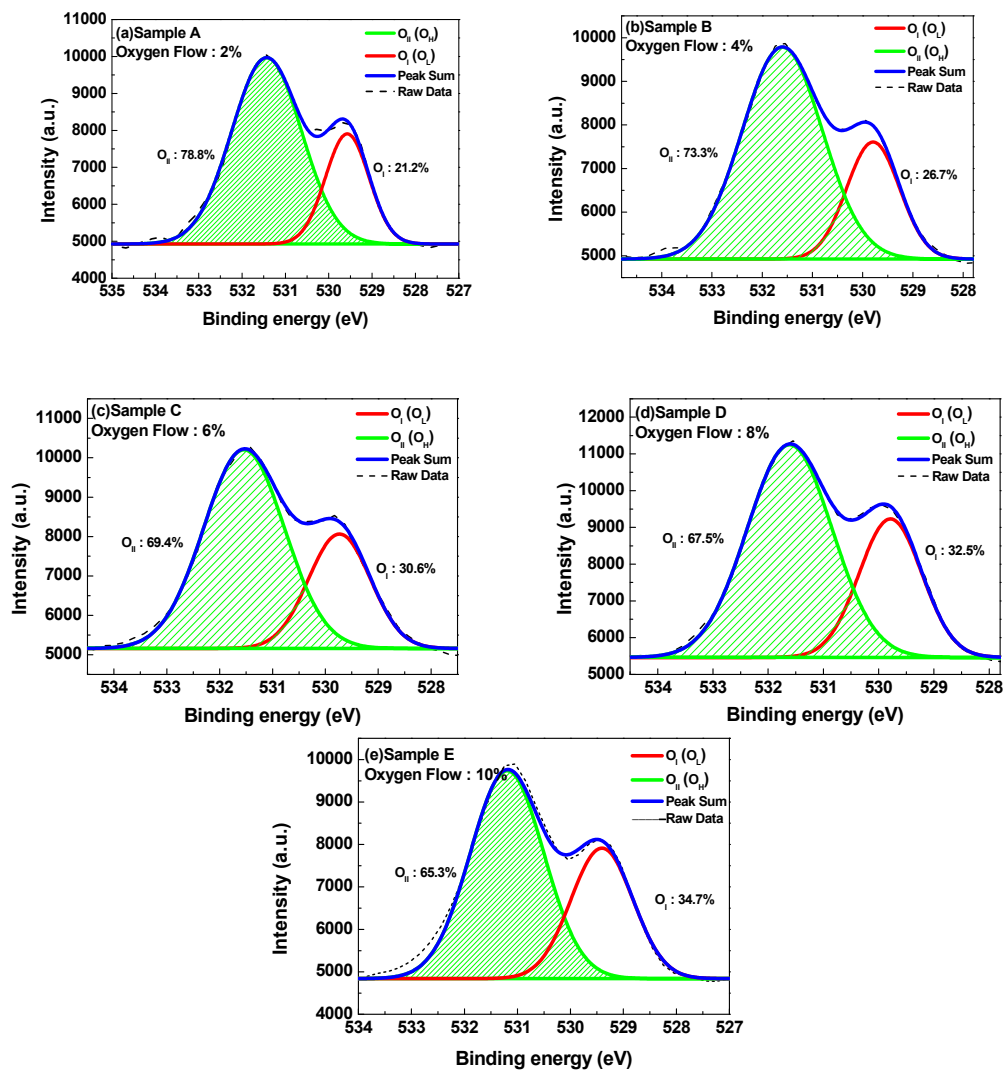 (a)Sample A
Oxygen Flow : 2%
O_II (O_H)
O_I (O_L)
Peak Sum
Raw Data
O_II : 78.8%
O_I : 21.2%
Intensity (a.u.)
10000
9000
8000
7000
6000
5000
4000
11000
535 534 533 532 531 530 529 528 527
Binding energy (eV)
(b)Sample B
Oxygen Flow : 4%
O_I (O_L)
O_II (O_H)
Peak Sum
Raw Data
O_II : 73.3%
O_I : 26.7%
Intensity (a.u.)
10000
9000
8000
7000
6000
5000
534 533 532 531 530 529 528
Binding energy (eV)
(c)Sample C
Oxygen Flow : 6%
O_I (O_L)
O_II (O_H)
Peak Sum
Raw Data
O_II : 69.4%
O_I : 30.6%
Intensity (a.u.)
11000
10000
9000
8000
7000
6000
5000
534 533 532 531 530 529 528
Binding energy (eV)
(d)Sample D
Oxygen Flow : 8%
O_I (O_L)
O_II (O_H)
Peak Sum
Raw Data
O_II : 67.5%
O_I : 32.5%
Intensity (a.u.)
12000
11000
10000
9000
8000
7000
6000
5000
534 533 532 531 530 529 528
Binding energy (eV)
(e)Sample E
Oxygen Flow : 10%
O_I (O_L)
O_II (O_H)
Peak Sum
Raw Data
O_II : 65.3%
O_I : 34.7%
Intensity (a.u.)
10000
9000
8000
7000
6000
5000
4000
534 533 532 531 530 529 528 527
Binding energy (eV)